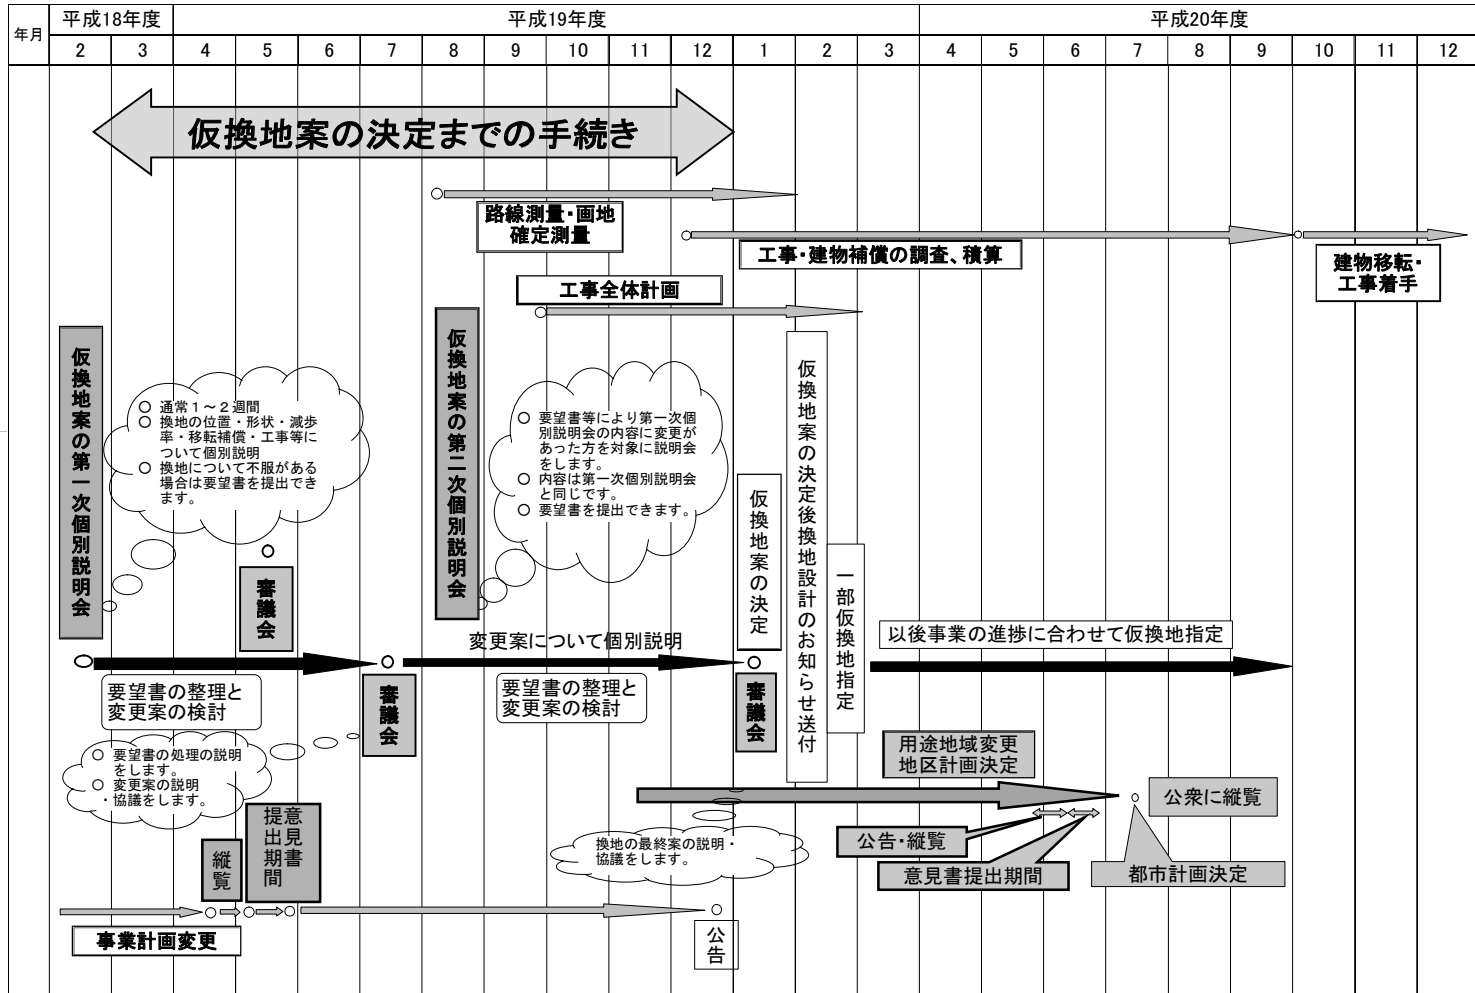 年月
平成18年度
平成19年度
平成20年度
2 3 4 5 6 7 8 9 10 11 12 1 2 3 4 5 6 7 8 9 10 11 12
仮換地案の決定までの手続き
路線測量・画地
確定測量
工事・建物補償の調査、積算
建物移転・
工事着手
工事全体計画
仮換地案の第一次個別説明会
○ 通常1~2週間
○ 換地の位置・形状・減歩
率・移転補償・工事等に
ついて個別説明
○ 換地について不服がある
場合は要望書を提出でき
ます。
審議会
仮換地案の第二次個別説明会
○ 要望書等により第一次個
別説明会の内容に変更が
あった方を対象に説明会
をします。
○ 内容は第一次個別説明会
と同じです。
○ 要望書を提出できます。
仮換地案の決定
仮換地案の決定後換地設計のお知らせ送付
一部仮換地指定
以後事業の進捗に合わせて仮換地指定
変更案について個別説明
要望書の整理と
変更案の検討
審議会
要望書の整理と
変更案の検討
審議会
○ 要望書の処理の説明
をします。
○ 変更案の説明
・協議をします。
用途地域変更
地区計画決定
公衆に縦覧
公告・縦覧
意見書提出期間
都市計画決定
換地の最終案の説明・
協議をします。
縦覧
意見書
提出期間
事業計画変更
公告